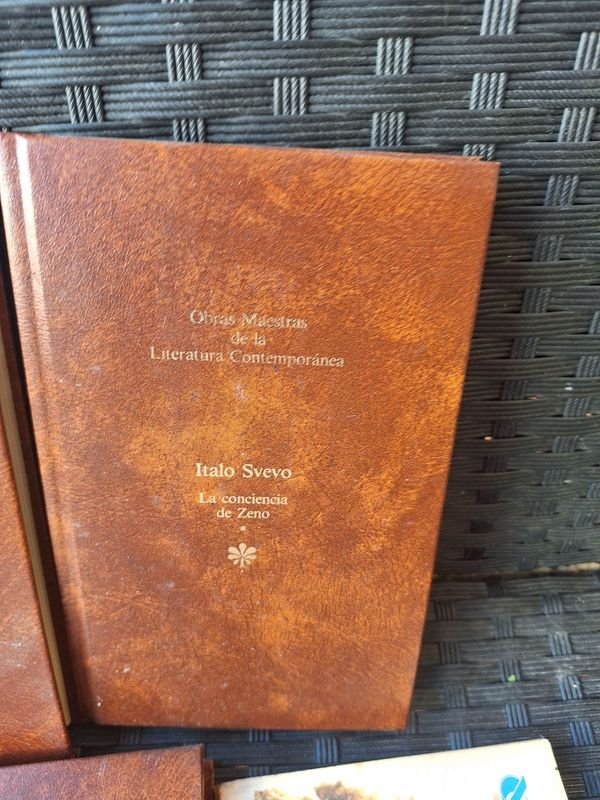 Obras Maestras
de la
Literatura Contemporánea
Italo Svevo
La conciencia
de Zeno